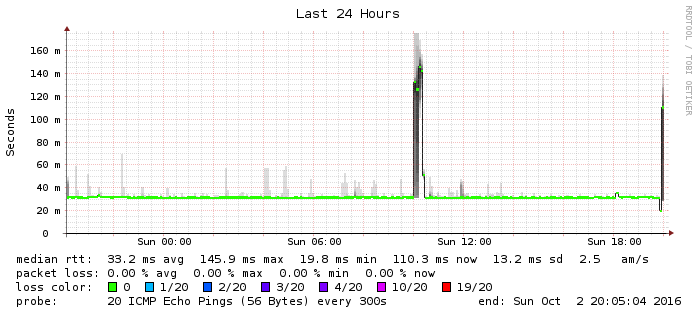 Last 24 Hours
RRDTOOL / TOBI OETIKER
Seconds
160 m
140 m
120 m
100 m
80 m
60 m
40 m
20 m
0
Sun 00:00 Sun 06:00 Sun 12:00 Sun 18:00
median rtt: 33.2 ms avg 145.9 ms max 19.8 ms min 110.3 ms now 13.2 ms sd 2.5 am/s
packet loss: 0.00 % avg 0.00 % max 0.00 % min 0.00 % now
loss color: 0 1/20 2/20 3/20 4/20 10/20 19/20
probe: 20 ICMP Echo Pings (56 Bytes) every 300s end: Sun Oct 2 20:05:04 2016